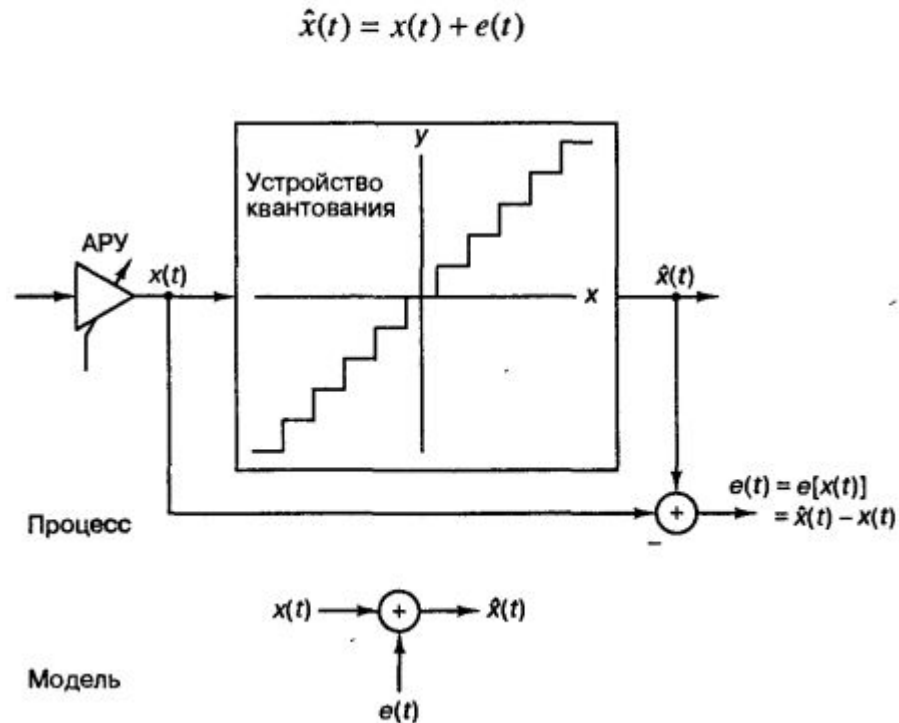 x̂(t) = x(t) + e(t)
y
Устройство
квантования
АРУ
x(t)
x
x̂(t)
e(t) = e[x(t)]
= x̂(t) − x(t)
+
−
Процесс
x(t)
+
x̂(t)
Модель
e(t)